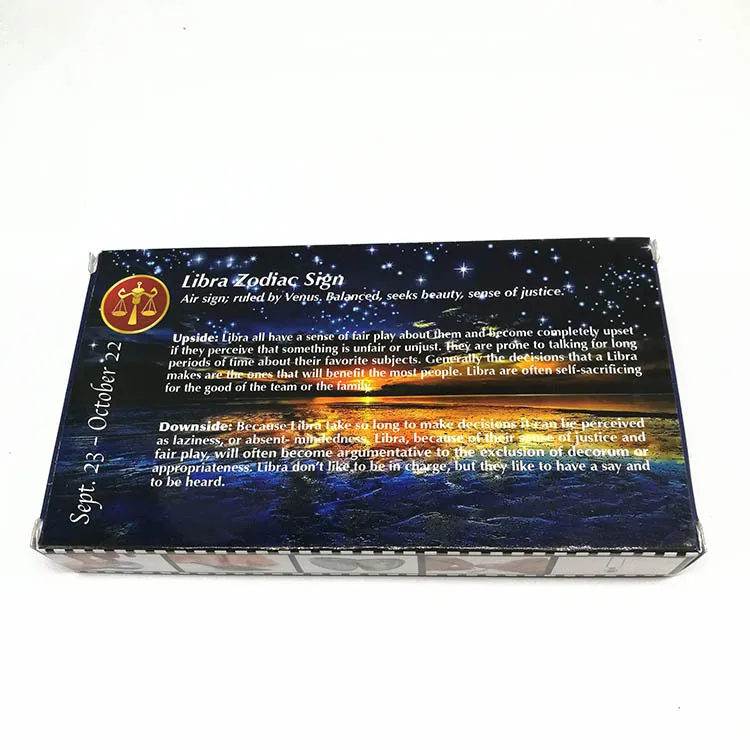 Libra Zodiac Sign
Air sign; ruled by Venus. Balanced, seeks beauty, sense of justice.
Upside: Libra all have a sense of fair play about them and become completely upset
if they perceive that something is unfair or unjust. They are prone to talking for long
periods of time about their favorite subjects. Generally the decisions that a Libra
makes are the ones that will benefit the most people. Libra are often self-sacrificing
for the good of the team or the family.
Downside: Because Libra take so long to make decisions it can be perceived
as laziness, or absent- mindedness. Libra, because of their sense of justice and
fair play, will often become argumentative to the exclusion of decorum or
appropriateness. Libra don't like to be in charge, but they like to have a say and
to be heard.
Sept. 23 - October 22